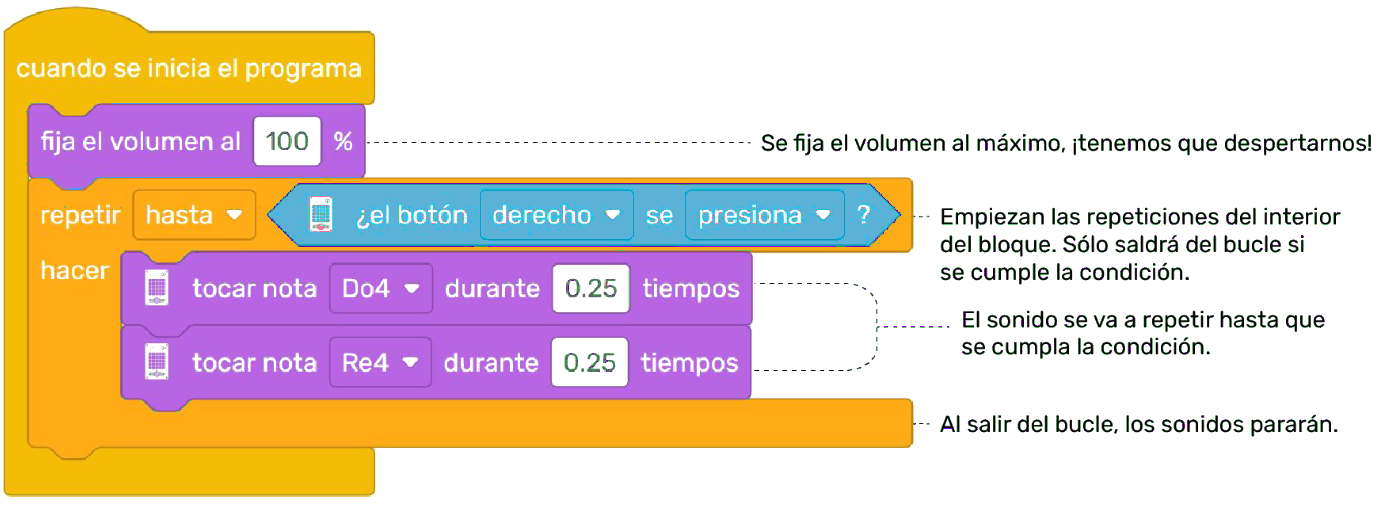 cuando se inicia el programa
fija el volumen al 100 %
Se fija el volumen al máximo, ¡tenemos que despertarnos!
repetir hasta ¿el botón derecho se presiona ?
Empiezan las repeticiones del interior
del bloque. Sólo saldrá del bucle si
se cumple la condición.
hacer
tocar nota Do4 durante 0.25 tiempos
tocar nota Re4 durante 0.25 tiempos
El sonido se va a repetir hasta que
se cumpla la condición.
Al salir del bucle, los sonidos pararán.